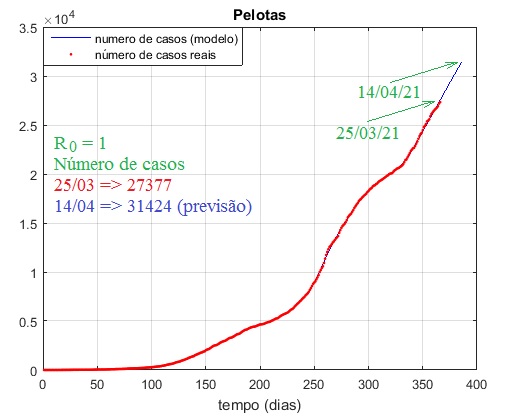 Pelotas
×10⁴
3.5
3
2.5
2
1.5
1
0.5
0
numero de casos (modelo)
número de casos reais
14/04/21
25/03/21
R0 = 1
Número de casos
25/03 => 27377
14/04 => 31424 (previsão)
0 50 100 150 200 250 300 350 400
tempo (dias)